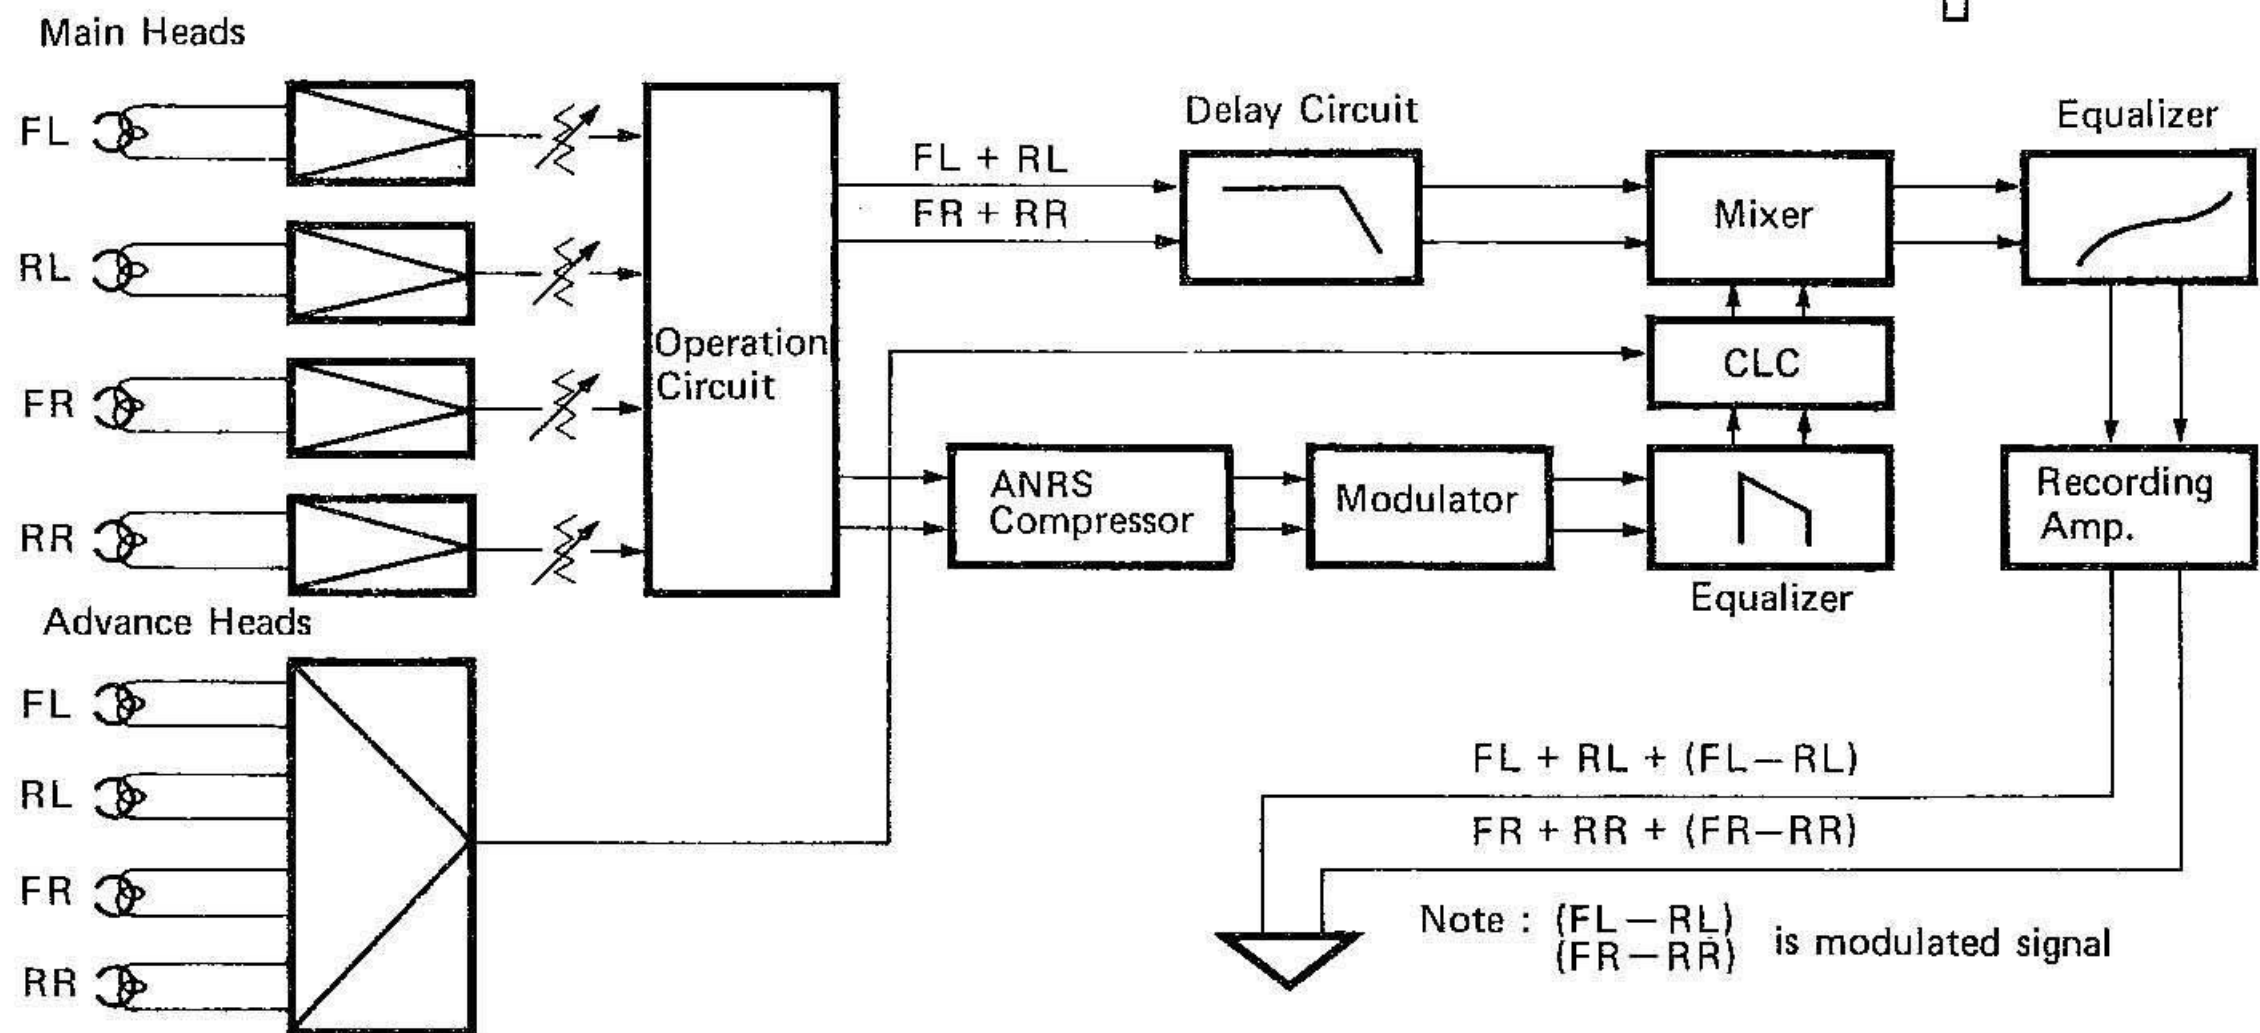 Main Heads
FL
RL
FR
RR
Advance Heads
FL
RL
FR
RR
Operation
Circuit
FL + RL
FR + RR
Delay Circuit
Mixer
Equalizer
CLC
ANRS
Compressor
Modulator
Equalizer
Recording
Amp.
FL + RL + (FL–RL)
FR + RR + (FR–RR)
Note : (FL – RL)
(FR – RR) is modulated signal